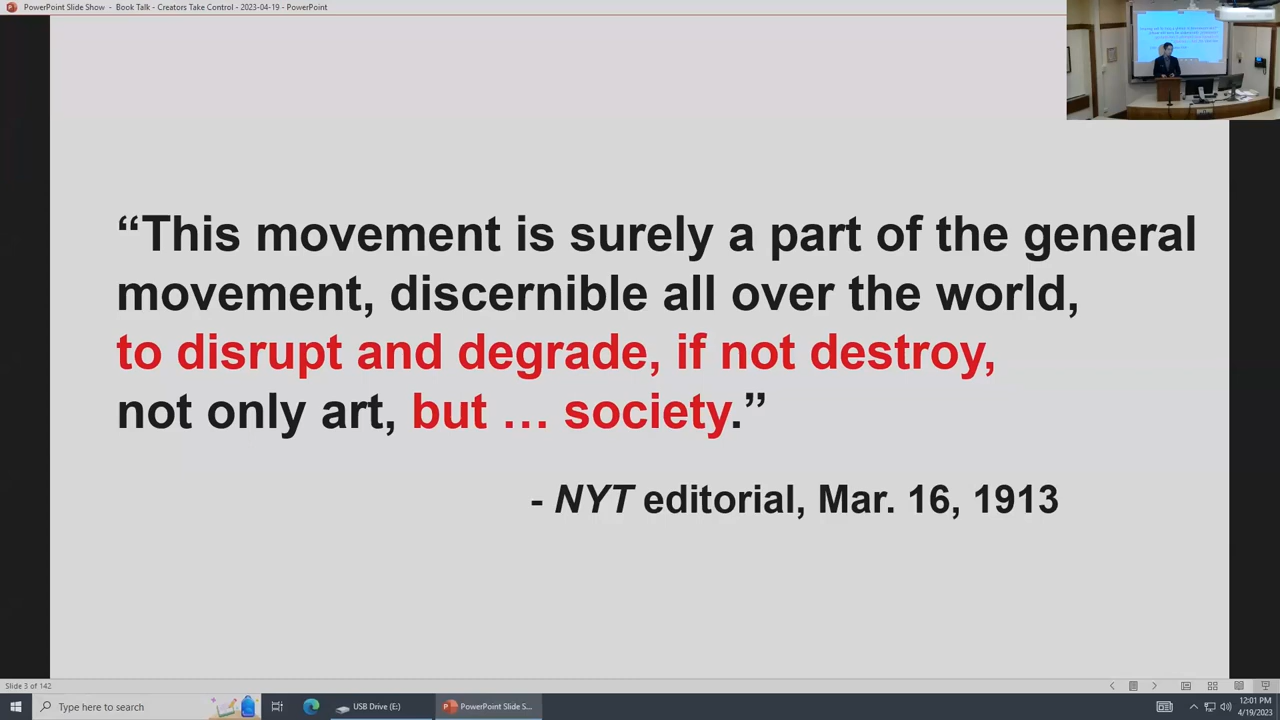 PowerPoint Slide Show - Book Talk - Creators Take Control - 2023-04-19 - PowerPoint
“This movement is surely a part of the general
movement, discernible all over the world,
to disrupt and degrade, if not destroy,
not only art, but … society.”
- NYT editorial, Mar. 16, 1913
Slide 3 of 142
Type here to search
USB Drive (E:)
PowerPoint Slide S...
12:01 PM
4/19/2023